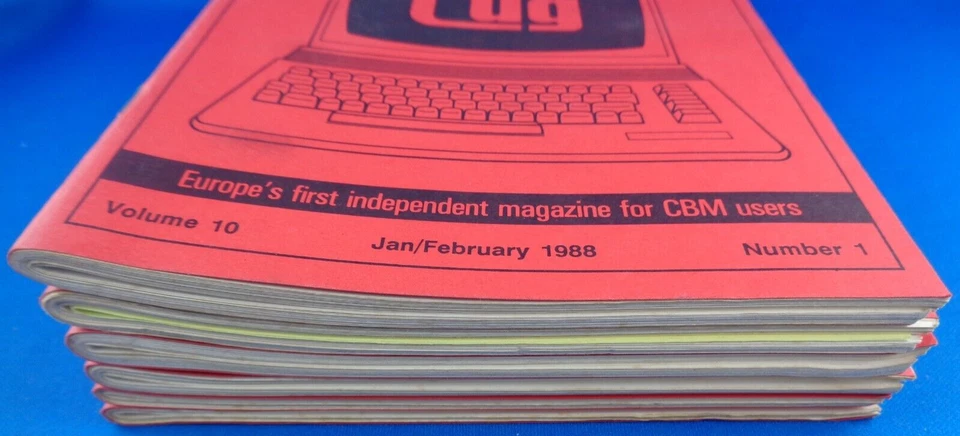 Europe's first independent magazine for CBM users
Volume 10 Jan/February 1988 Number 1